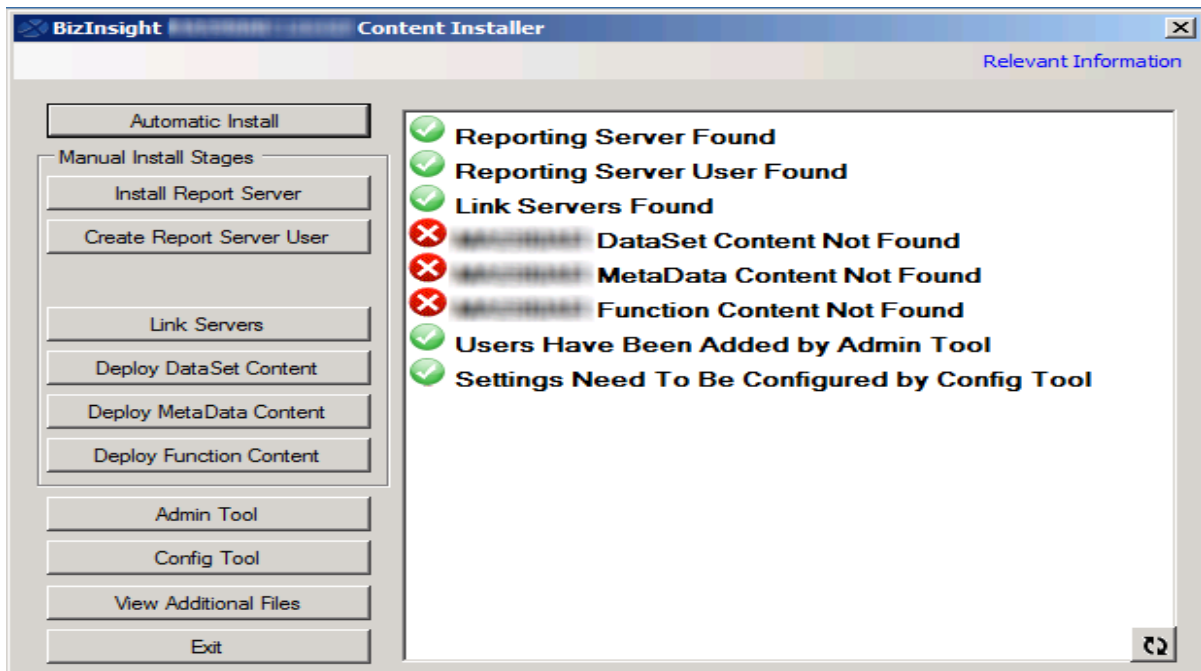 BizInsight Content Installer
Relevant Information
Automatic Install
Manual Install Stages
Install Report Server
Create Report Server User
Link Servers
Deploy DataSet Content
Deploy MetaData Content
Deploy Function Content
Admin Tool
Config Tool
View Additional Files
Exit
Reporting Server Found
Reporting Server User Found
Link Servers Found
DataSet Content Not Found
MetaData Content Not Found
Function Content Not Found
Users Have Been Added by Admin Tool
Settings Need To Be Configured by Config Tool